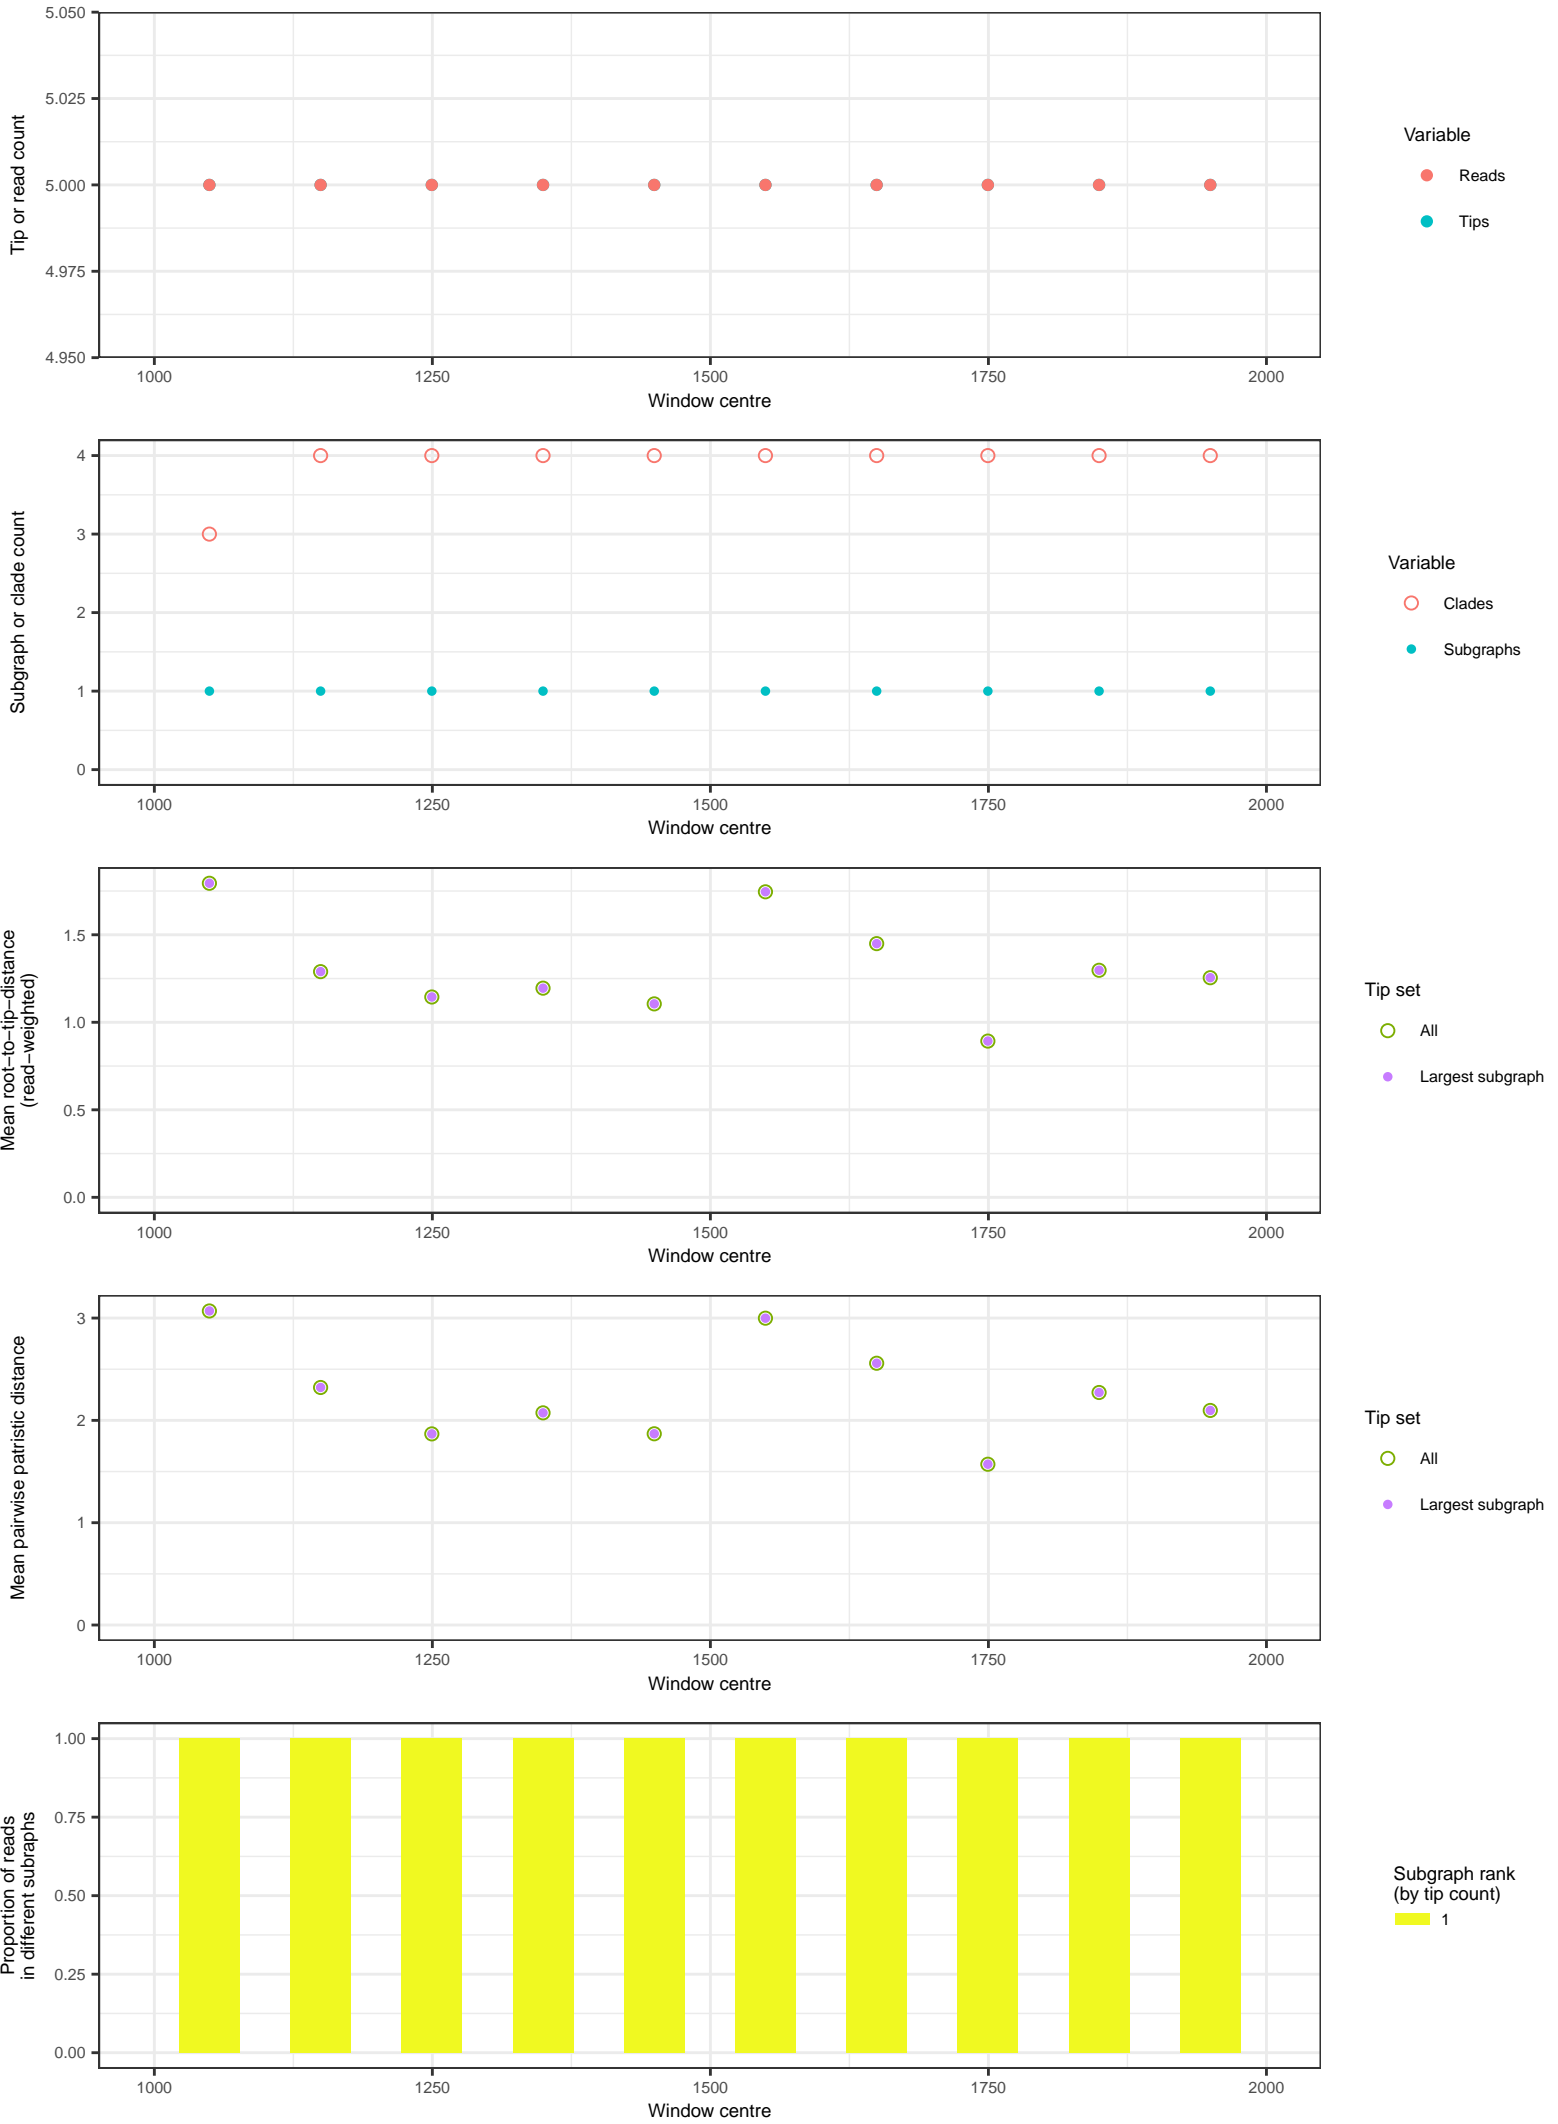 5.050
5.025
5.000
4.975
4.950
Tip or read count
1000 1250 1500 1750 2000
Window centre
Variable
Reads
Tips
4
3
2
1
0
Subgraph or clade count
1000 1250 1500 1750 2000
Window centre
Variable
Clades
Subgraphs
1.5
1.0
0.5
0.0
Mean root−to−tip−distance
(read−weighted)
1000 1250 1500 1750 2000
Window centre
Tip set
All
Largest subgraph
3
2
1
0
Mean pairwise patristic distance
1000 1250 1500 1750 2000
Window centre
Tip set
All
Largest subgraph
1.00
0.75
0.50
0.25
0.00
Proportion of reads
in different subraphs
1000 1250 1500 1750 2000
Window centre
Subgraph rank
(by tip count)
1